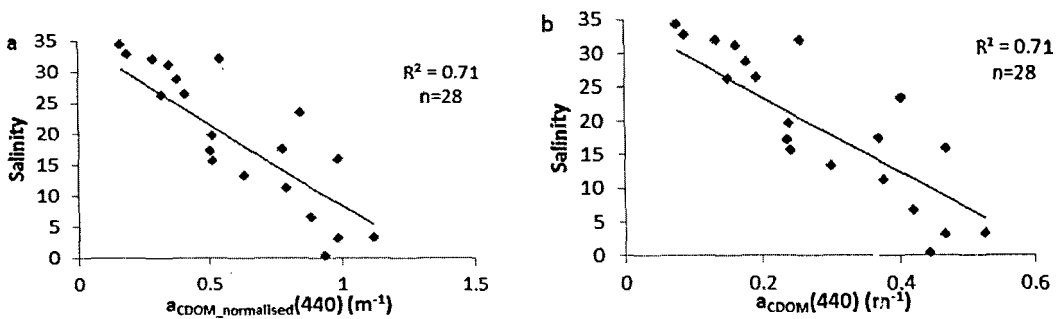 a
35
30
25
20
15
10
5
0
Salinity
R² = 0.71
n=28
0
0.5
1
1.5
aCDOM_normalised(440) (m⁻¹)
b
35
30
25
20
15
10
5
0
Salinity
R² = 0.71
n=28
0
0.2
0.4
0.6
aCDOM(440) (m⁻¹)